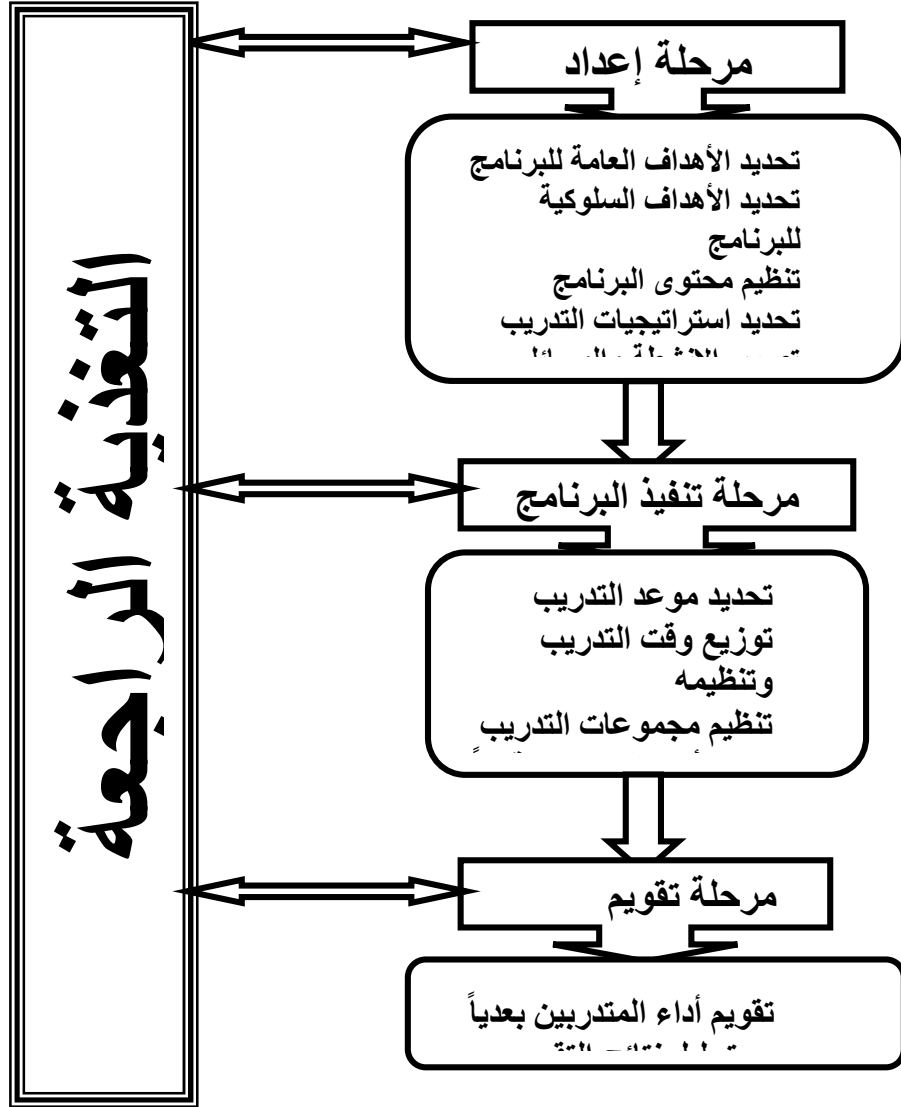 مرحلة إعداد
تحديد الأهداف العامة للبرنامج
تحديد الأهداف السلوكية
للبرنامج
تنظيم محتوى البرنامج
تحديد استراتيجيات التدريب
مرحلة تنفيذ البرنامج
تحديد موعد التدريب
توزيع وقت التدريب
وتنظيمه
تنظيم مجموعات التدريب
مرحلة تقويم
تقويم أداء المتدربين بعدياً
التغذية الراجعة